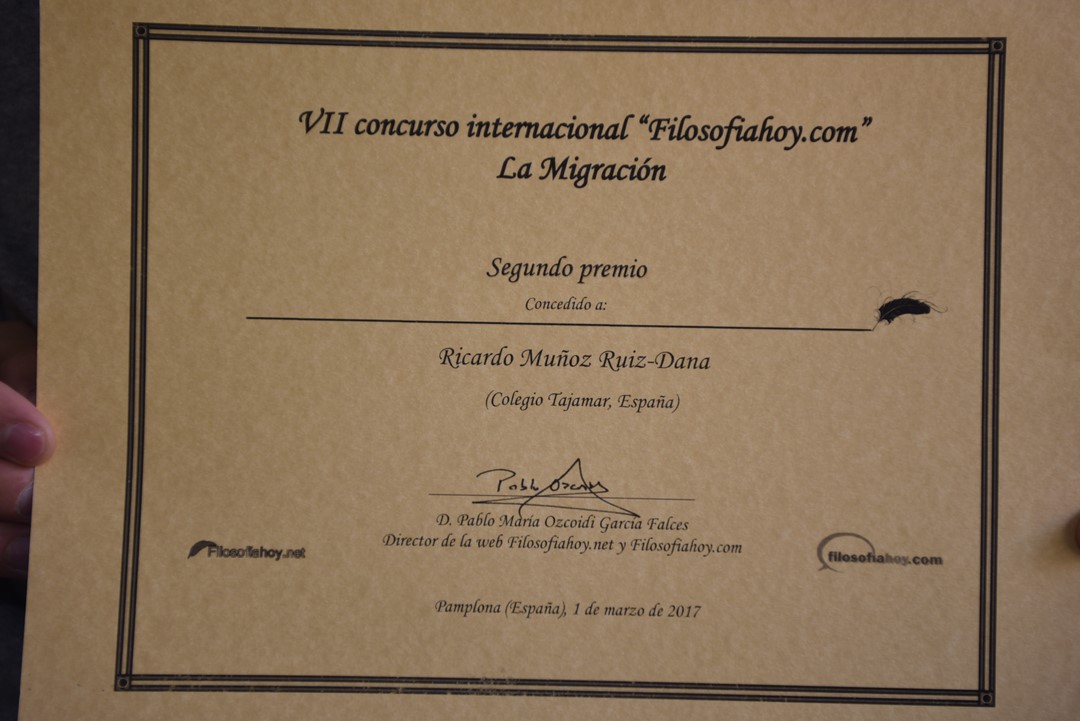 VII concurso internacional “Filosofiahoy.com”
La Migración
Segundo premio
Concedido a:
Ricardo Muñoz Ruiz-Dana
(Colegio Tajamar, España)
D. Pablo María Ozcoidi García Falces
Director de la web Filosofiahoy.net y Filosofiahoy.com
Filosofiahoy.net
filosofiahoy.com
Pamplona (España), 1 de marzo de 2017